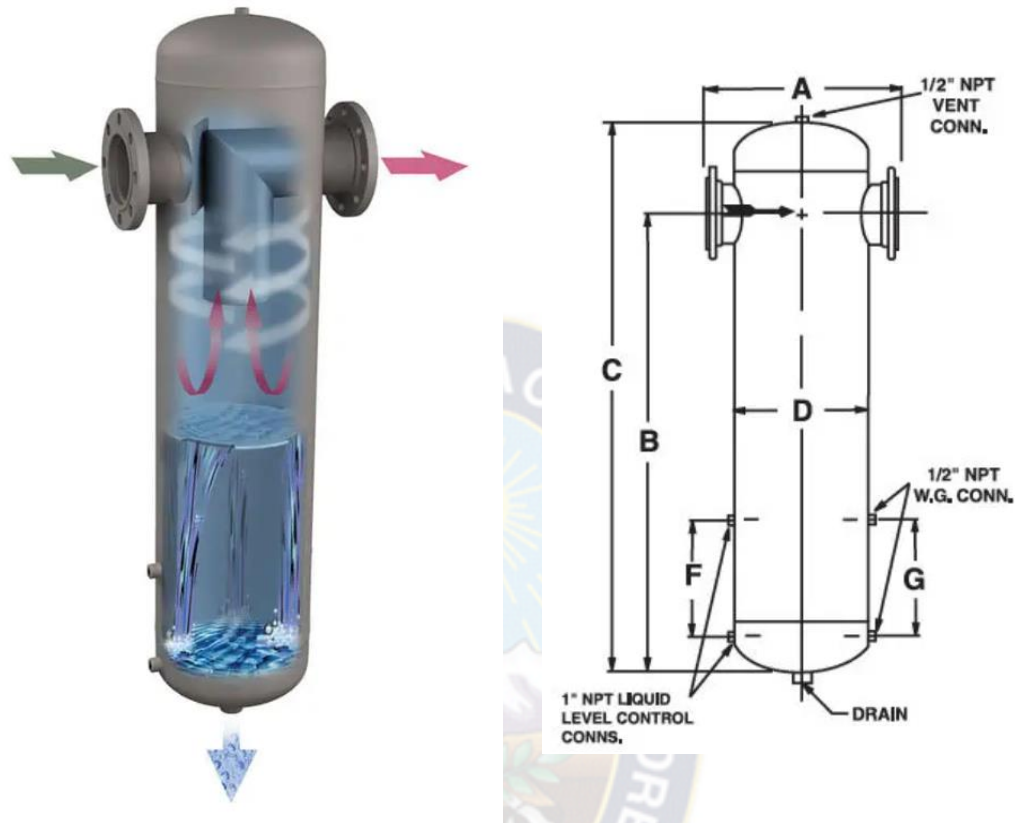 A
1/2" NPT
VENT
CONN.
C
B
D
1/2" NPT
W.G. CONN.
F
G
1" NPT LIQUID
LEVEL CONTROL
CONNS.
DRAIN